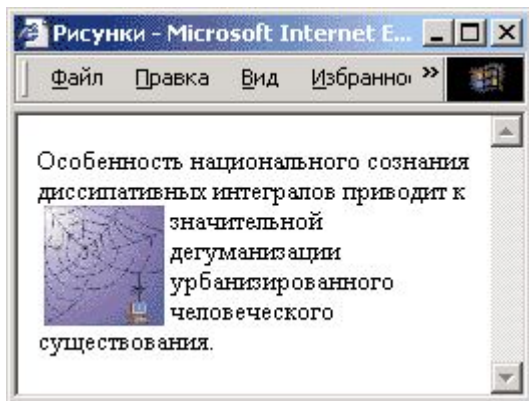 Рисунки - Microsoft Internet E...
Файл Правка Вид Избранно »
Особенность национального сознания
диссипативных интегралов приводит к
значительной
дегуманизации
урбанизированного
человеческого
существования.